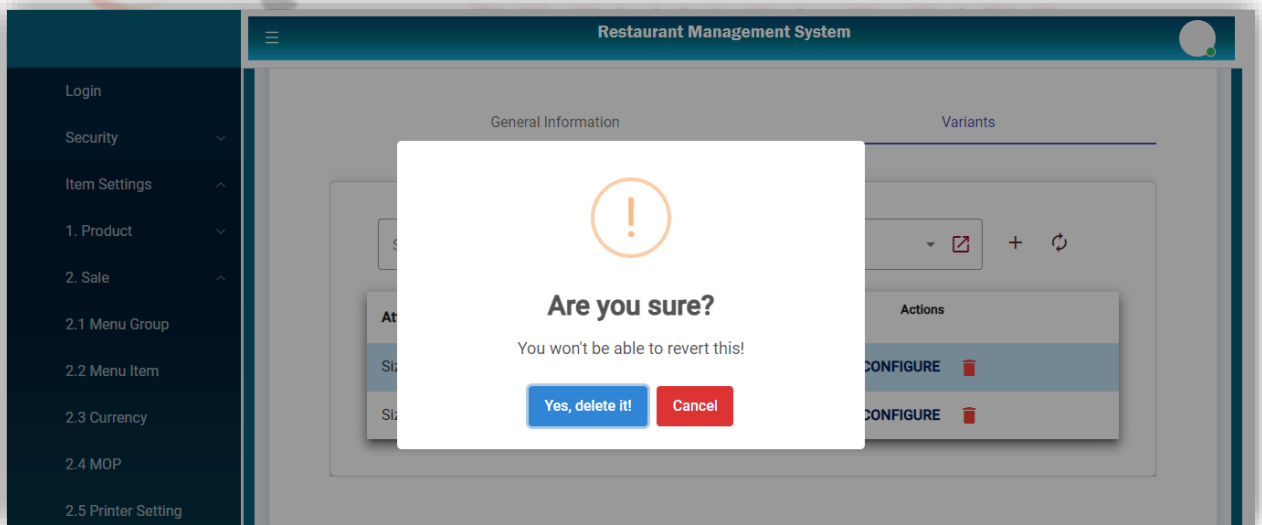 Restaurant Management System
Login
Security
Item Settings
1. Product
2. Sale
2.1 Menu Group
2.2 Menu Item
2.3 Currency
2.4 MOP
2.5 Printer Setting
General Information
Variants
Actions
CONFIGURE
CONFIGURE
!
Are you sure?
You won't be able to revert this!
Yes, delete it!
Cancel